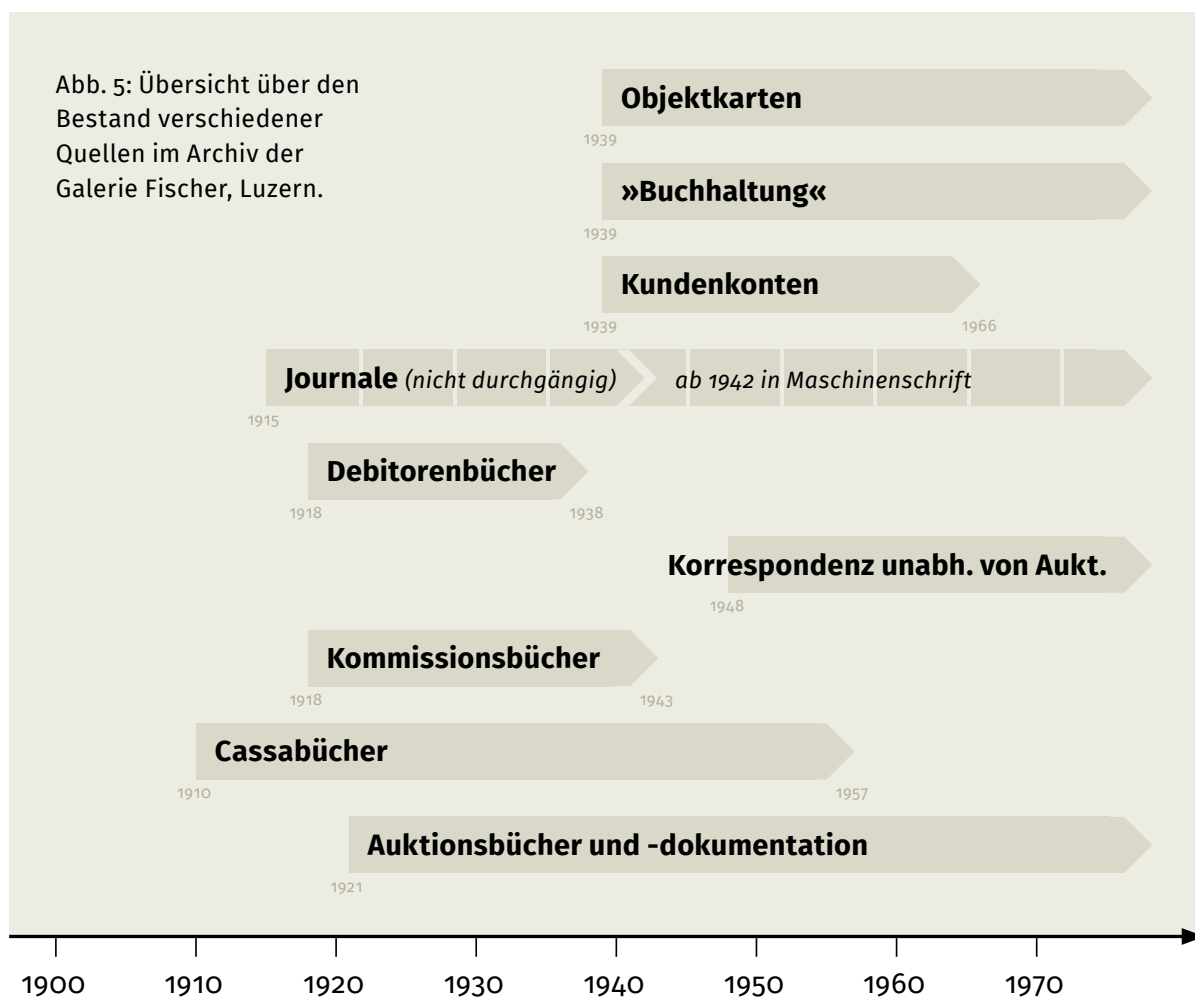 Abb. 5: Übersicht über den
Bestand verschiedener
Quellen im Archiv der
Galerie Fischer, Luzern.
Objektkarten
1939
»Buchhaltung«
1939
Kundenkonten
1939 1966
Journale (nicht durchgängig) ab 1942 in Maschinenschrift
1915
Debitorenbücher
1918 1938
Korrespondenz unabh. von Aukt.
1948
Kommissionsbücher
1918 1943
Cassabücher
1910 1957
Auktionsbücher und -dokumentation
1921
1900 1910 1920 1930 1940 1950 1960 1970